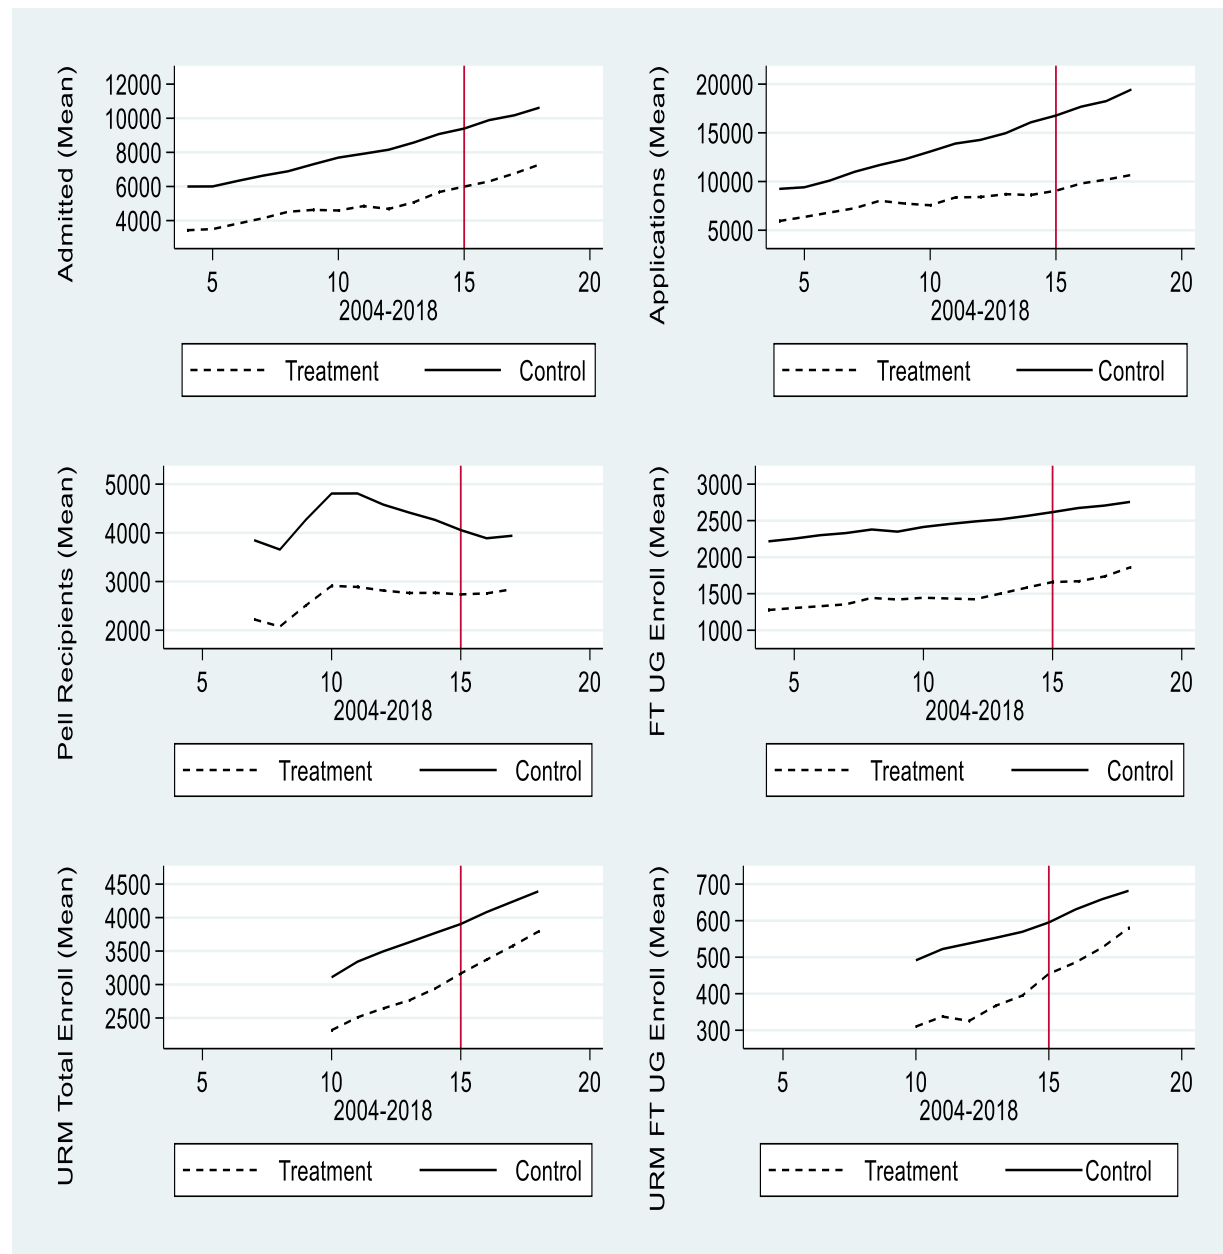 Admitted (Mean)
12000
10000
8000
6000
4000
5 10 15 20
2004-2018
Treatment Control
Applications (Mean)
20000
15000
10000
5000
5 10 15 20
2004-2018
Treatment Control
Pell Recipients (Mean)
5000
4000
3000
2000
5 10 15 20
2004-2018
Treatment Control
FT UG Enroll (Mean)
3000
2500
2000
1500
1000
5 10 15 20
2004-2018
Treatment Control
URM Total Enroll (Mean)
4500
4000
3500
3000
2500
5 10 15 20
2004-2018
Treatment Control
URM FT UG Enroll (Mean)
700
600
500
400
300
5 10 15 20
2004-2018
Treatment Control